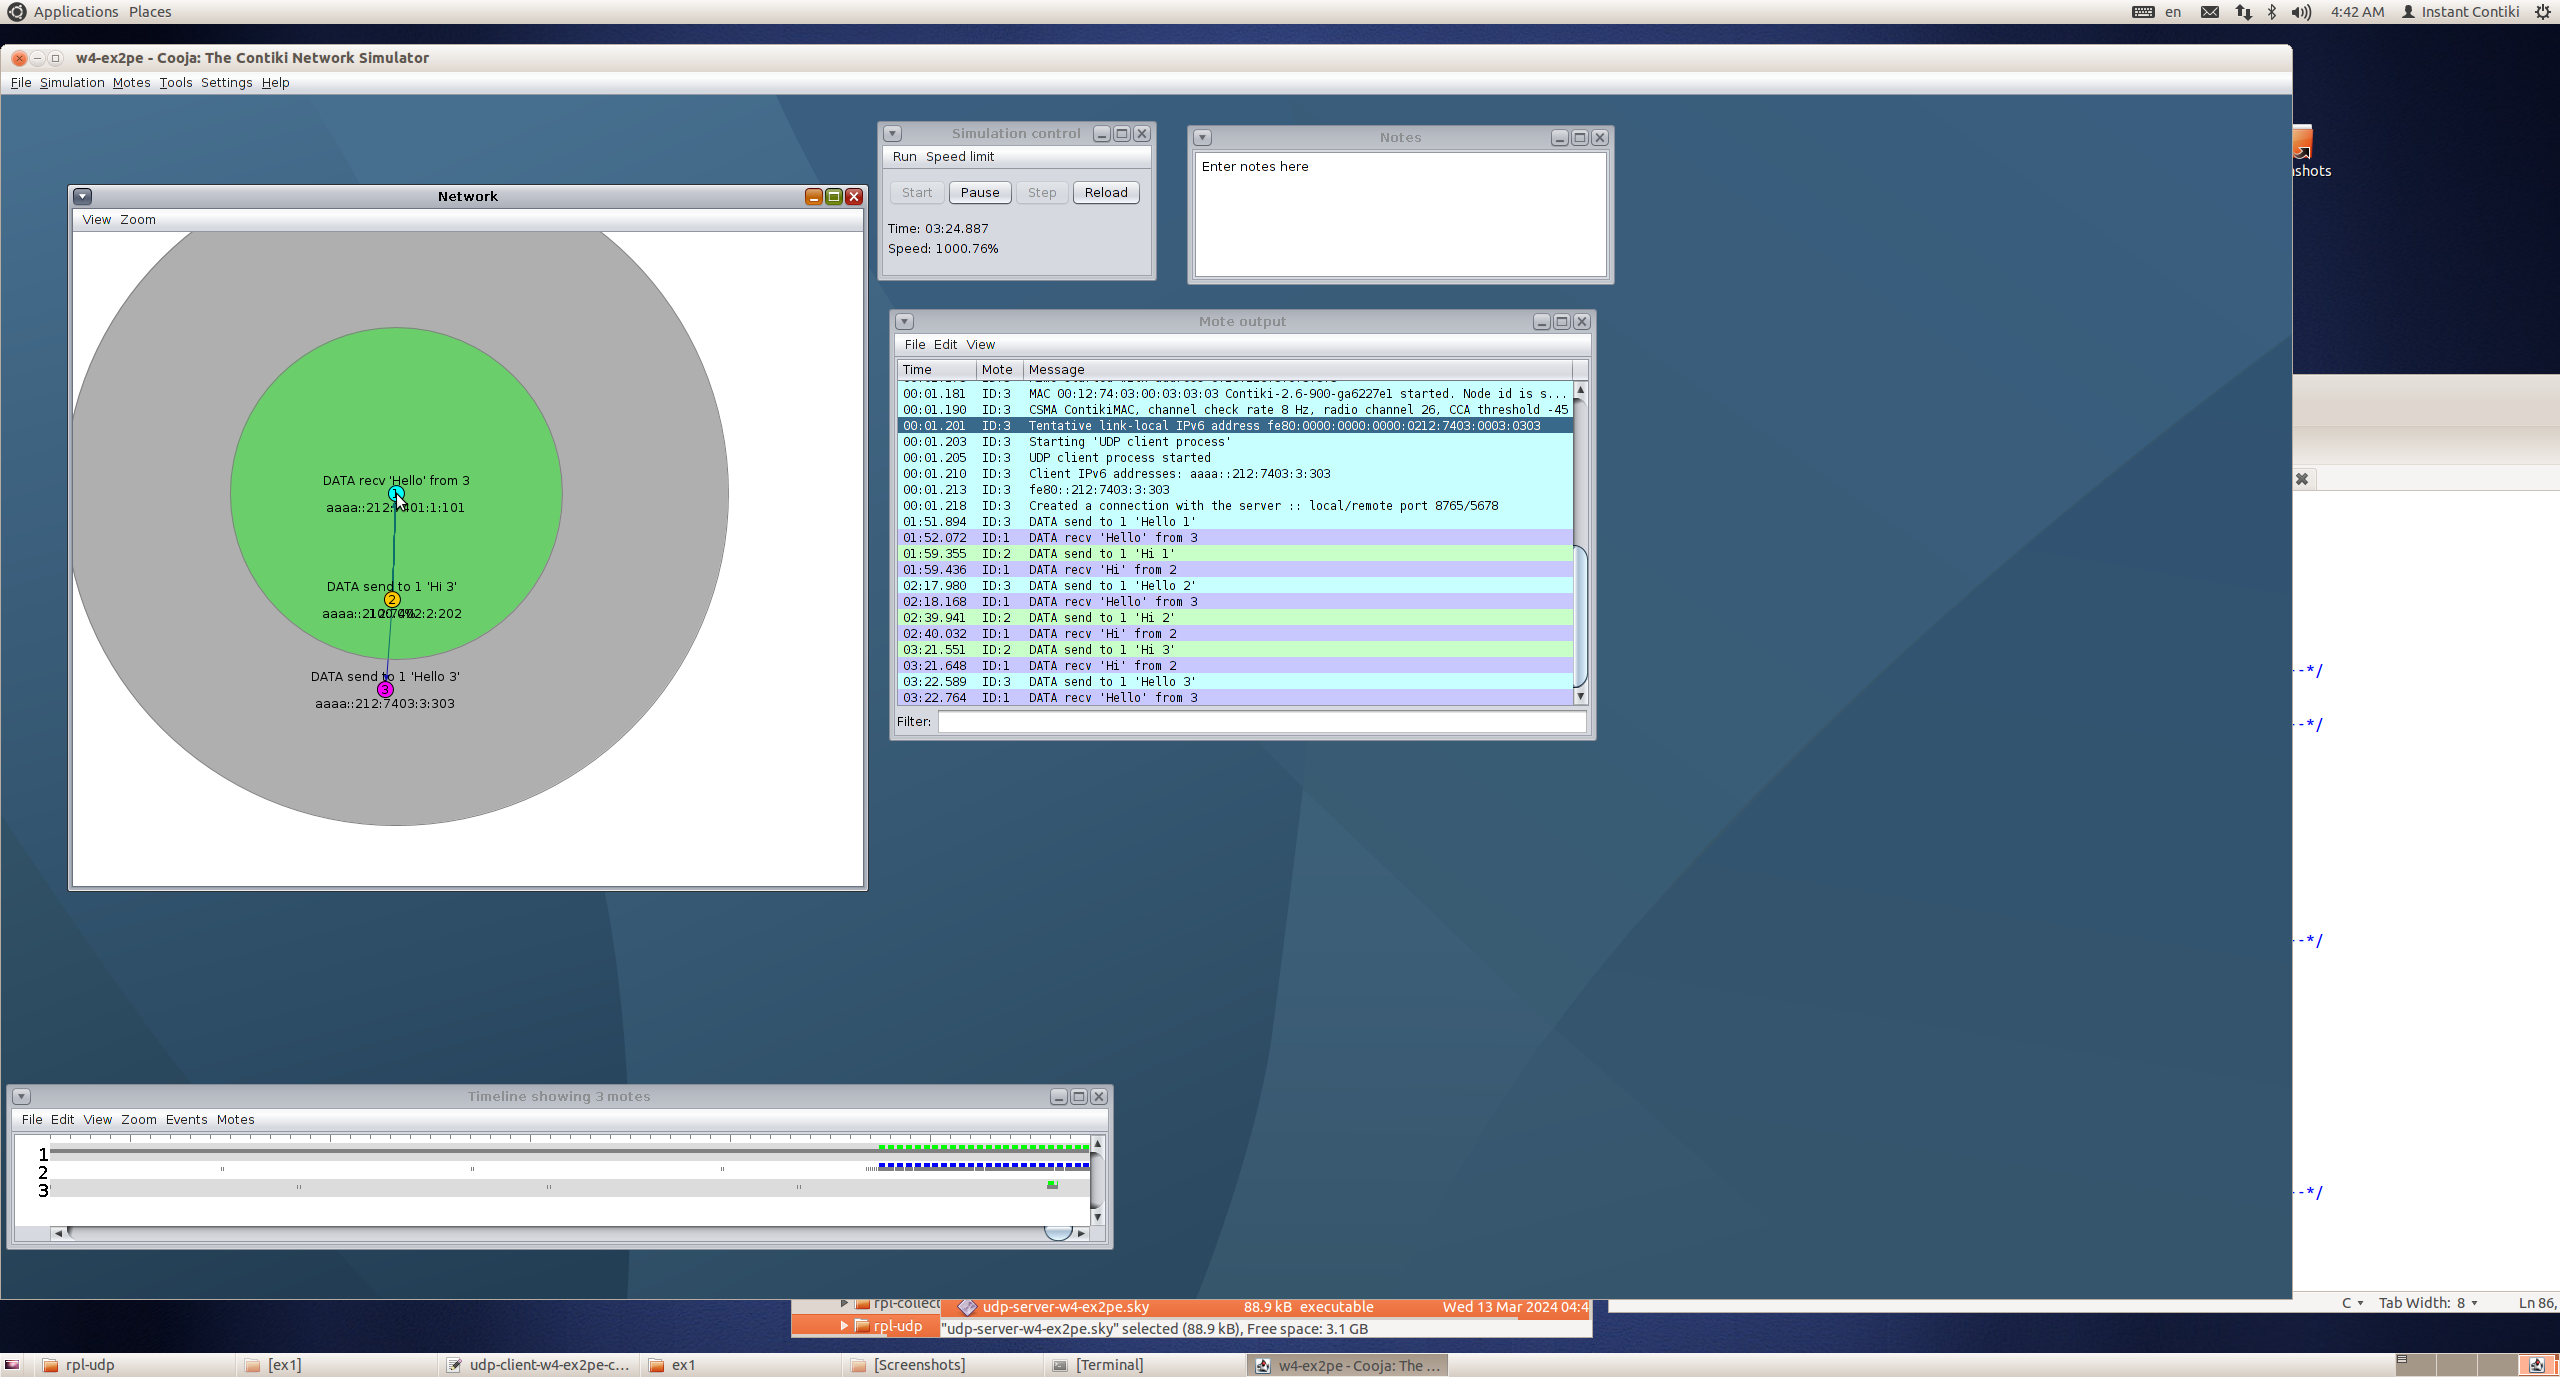 Applications Places
en 4:42 AM Instant Contiki
w4-ex2pe - Cooja: The Contiki Network Simulator
File Simulation Motes Tools Settings Help
Network
View Zoom
DATA recv 'Hello' from 3
DATA send to 1 'Hi 3'
2
DATA send to 1 'Hello 3'
3
aaaa::212:7403:3:303
Simulation control
Run Speed limit
Start Pause Step Reload
Time: 03:24.887
Speed: 1000.76%
Notes
Enter notes here
Mote output
File Edit View
Time Mote Message
00:01.181 ID:3 MAC 00:12:74:03:00:03:03:03 Contiki-2.6-900-ga6227e1 started. Node id is s...
00:01.190 ID:3 CSMA ContikiMAC, channel check rate 8 Hz, radio channel 26, CCA threshold -45
00:01.201 ID:3 Tentative link-local IPv6 address fe80:0000:0000:0000:0212:7403:0003:0303
00:01.203 ID:3 Starting 'UDP client process'
00:01.205 ID:3 UDP client process started
00:01.210 ID:3 Client IPv6 addresses: aaaa::212:7403:3:303
00:01.213 ID:3 fe80::212:7403:3:303
00:01.218 ID:3 Created a connection with the server :: local/remote port 8765/5678
01:51.894 ID:3 DATA send to 1 'Hello 1'
01:52.072 ID:1 DATA recv 'Hello' from 3
01:59.355 ID:2 DATA send to 1 'Hi 1'
01:59.436 ID:1 DATA recv 'Hi' from 2
02:17.980 ID:3 DATA send to 1 'Hello 2'
02:18.168 ID:1 DATA recv 'Hello' from 3
02:39.941 ID:2 DATA send to 1 'Hi 2'
02:40.032 ID:1 DATA recv 'Hi' from 2
03:21.551 ID:2 DATA send to 1 'Hi 3'
03:21.648 ID:1 DATA recv 'Hi' from 2
03:22.589 ID:3 DATA send to 1 'Hello 3'
03:22.764 ID:1 DATA recv 'Hello' from 3
Filter:
shots
--*/
--*/
--*/
--*/
Timeline showing 3 motes
File Edit View Zoom Events Motes
1
2
3
rpl-collect udp-server-w4-ex2pe.sky 88.9 kB executable Wed 13 Mar 2024 04:4
rpl-udp "udp-server-w4-ex2pe.sky" selected (88.9 kB), Free space: 3.1 GB
C Tab Width: 8 Ln 86,
rpl-udp [ex1] udp-client-w4-ex2pe-c... ex1 [Screenshots] [Terminal] w4-ex2pe - Cooja: The ...